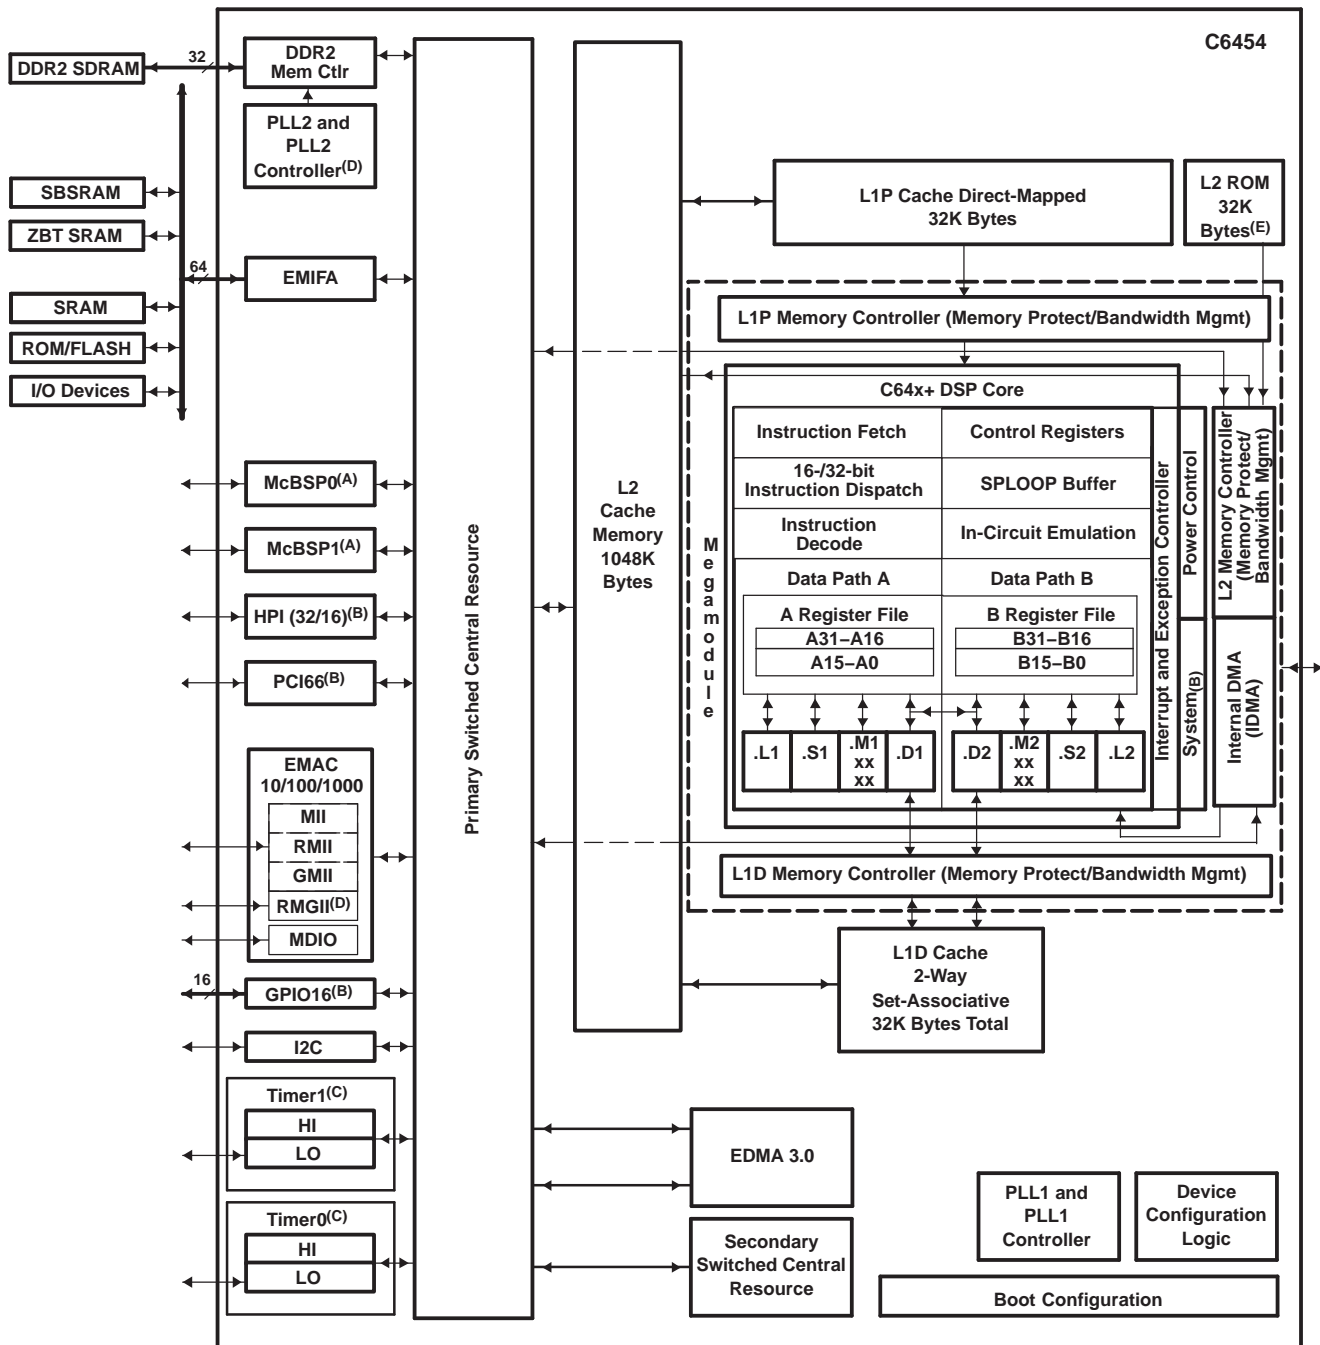 C6454
DDR2 SDRAM
32
DDR2
Mem Ctlr
PLL2 and
PLL2
Controller(D)
SBSRAM
ZBT SRAM
64
EMIFA
SRAM
ROM/FLASH
I/O Devices
McBSP0(A)
McBSP1(A)
HPI (32/16)(B)
PCI66(B)
EMAC
10/100/1000
MII
RMII
GMII
RMGII(D)
MDIO
16
GPIO16(B)
I2C
Timer1(C)
HI
LO
Timer0(C)
HI
LO
Primary Switched Central Resource
L2
Cache
Memory
1048K
Bytes
L1P Cache Direct-Mapped
32K Bytes
L2 ROM
32K
Bytes(E)
L1P Memory Controller (Memory Protect/Bandwidth Mgmt)
Megamodule
C64x+ DSP Core
Instruction Fetch
Control Registers
16-/32-bit
Instruction Dispatch
SPLOOP Buffer
Instruction
Decode
In-Circuit Emulation
Data Path A
Data Path B
A Register File
A31–A16
A15–A0
B Register File
B31–B16
B15–B0
.L1
.S1
.M1
xx
xx
.D1
.D2
.M2
xx
xx
.S2
.L2
Interrupt and Exception Controller
Power Control
System(B)
L2 Memory Controller
(Memory Protect/
Bandwidth Mgmt)
Internal DMA
(IDMA)
L1D Memory Controller (Memory Protect/Bandwidth Mgmt)
L1D Cache
2-Way
Set-Associative
32K Bytes Total
EDMA 3.0
Secondary
Switched Central
Resource
PLL1 and
PLL1
Controller
Device
Configuration
Logic
Boot Configuration